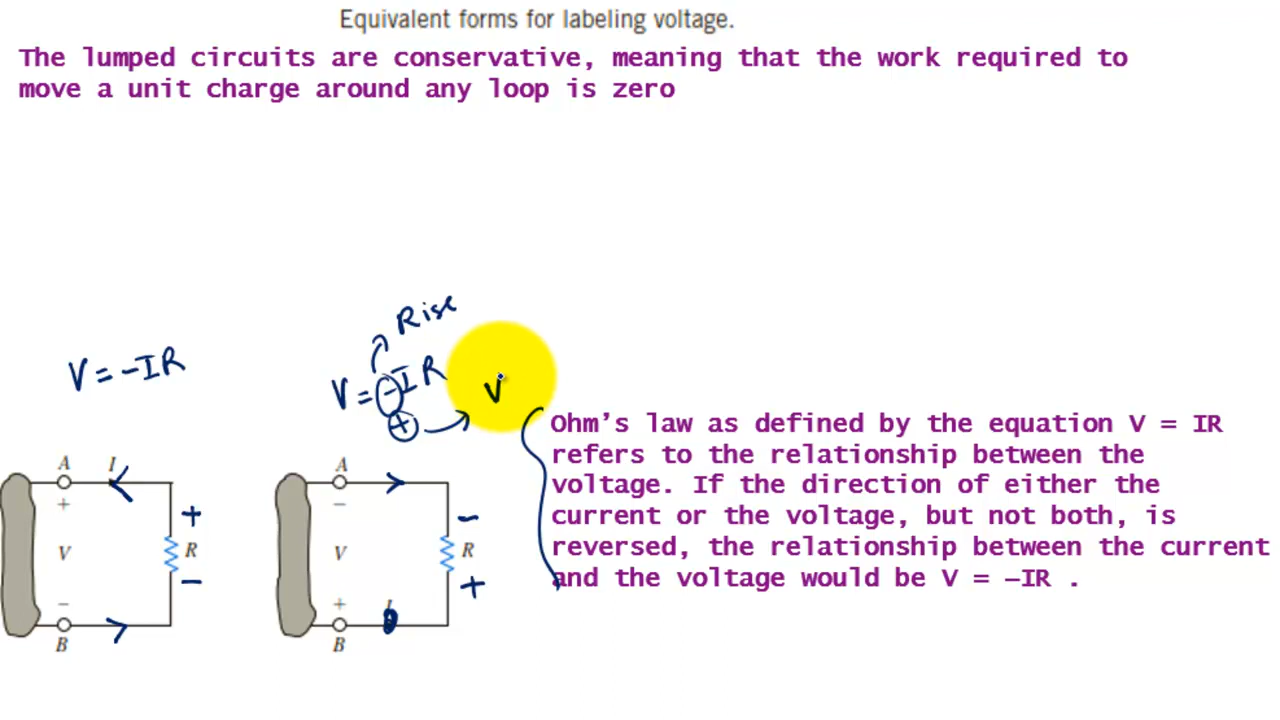 Equivalent forms for labeling voltage.
The lumped circuits are conservative, meaning that the work required to
move a unit charge around any loop is zero
Rise
V = -IR
V = -IR
+
V
Ohm's law as defined by the equation V = IR
refers to the relationship between the
voltage. If the direction of either the
current or the voltage, but not both, is
reversed, the relationship between the current
and the voltage would be V = –IR .
A I
+ +
V R
– –
B
A
– –
V R
+ +
B